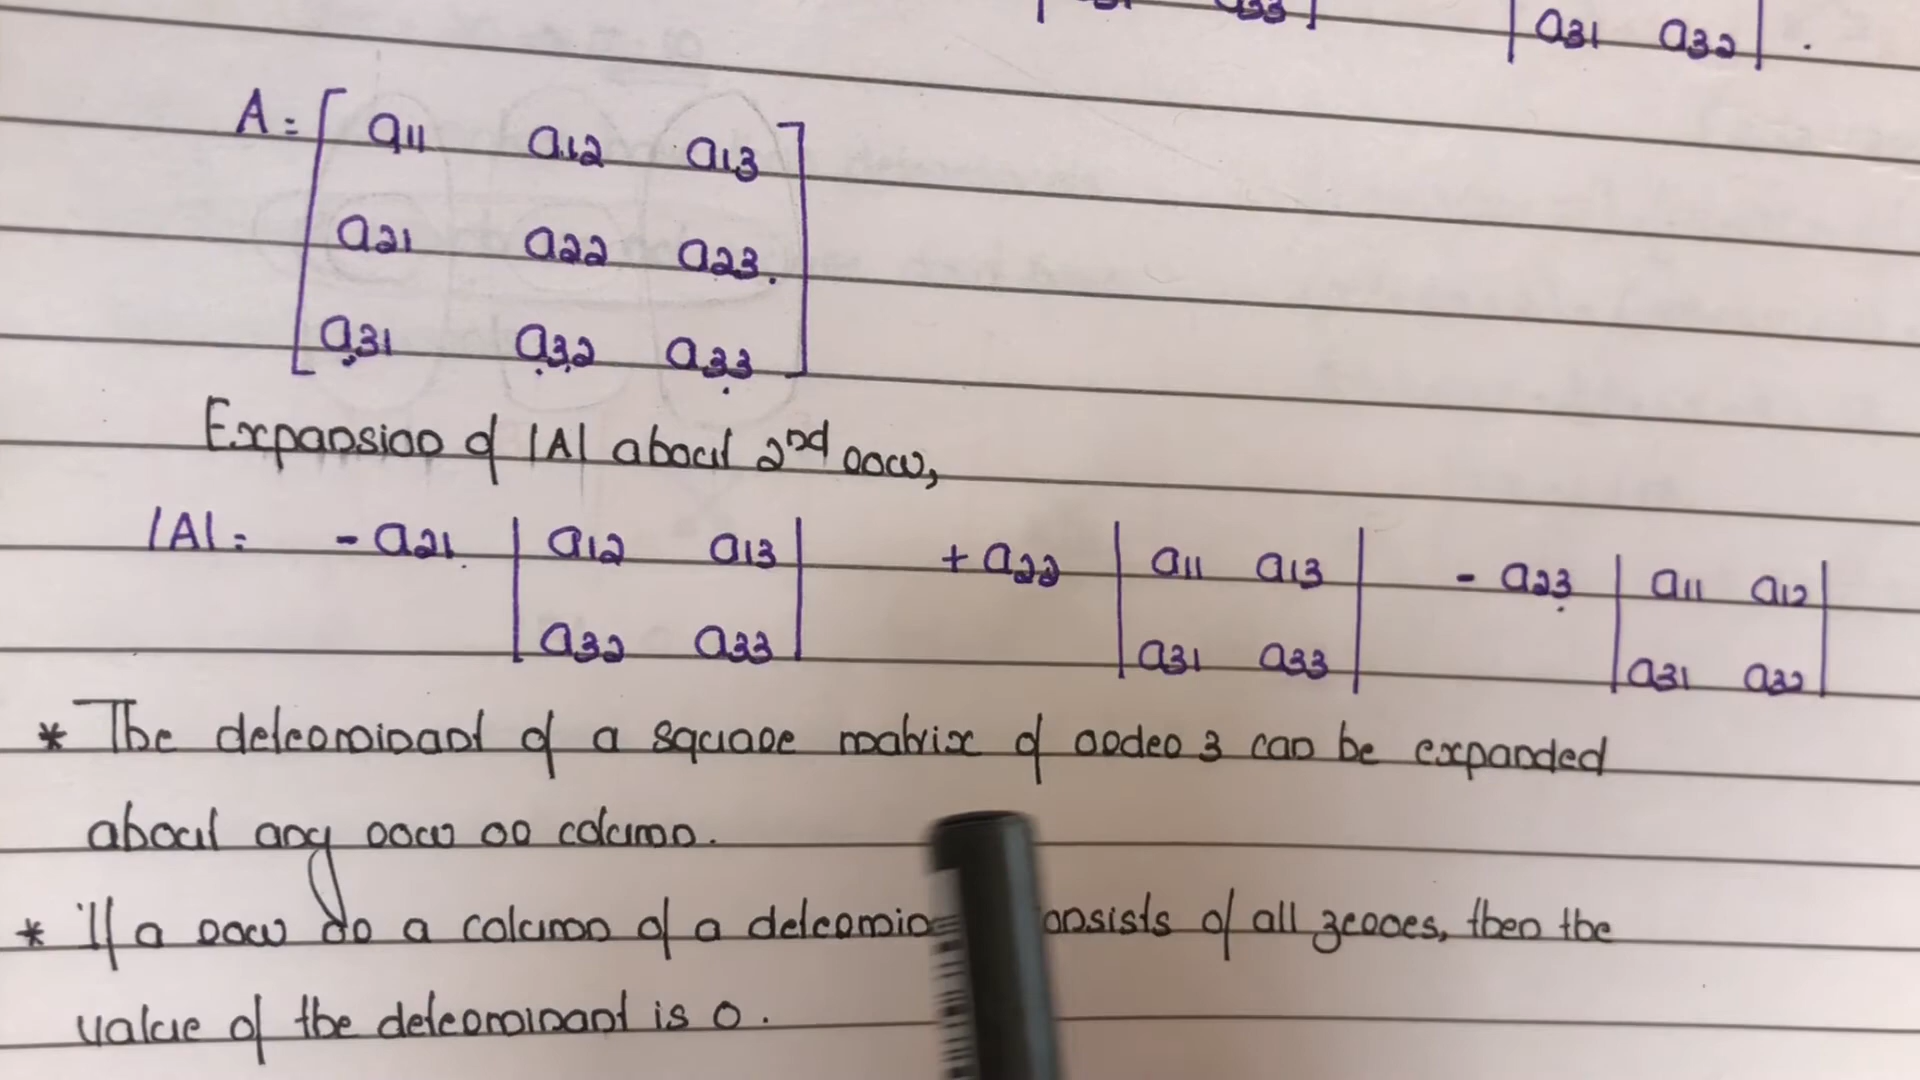 a33 | | a31 a32 | .
A = [ a11 a12 a13 ]
a21 a22 a23.
a31 a32 a33
Expansion of |A| about 2nd row,
|A| = - a21 | a12 a13 | + a22 | a11 a13 | - a23 | a11 a12 |
| a32 a33 | | a31 a33 | | a31 a32 |
* The determinant of a square matrix of order 3 can be expanded
about any row or column.
* If a row or a column of a determin onsists of all zeroes, then the
value of the determinant is 0.